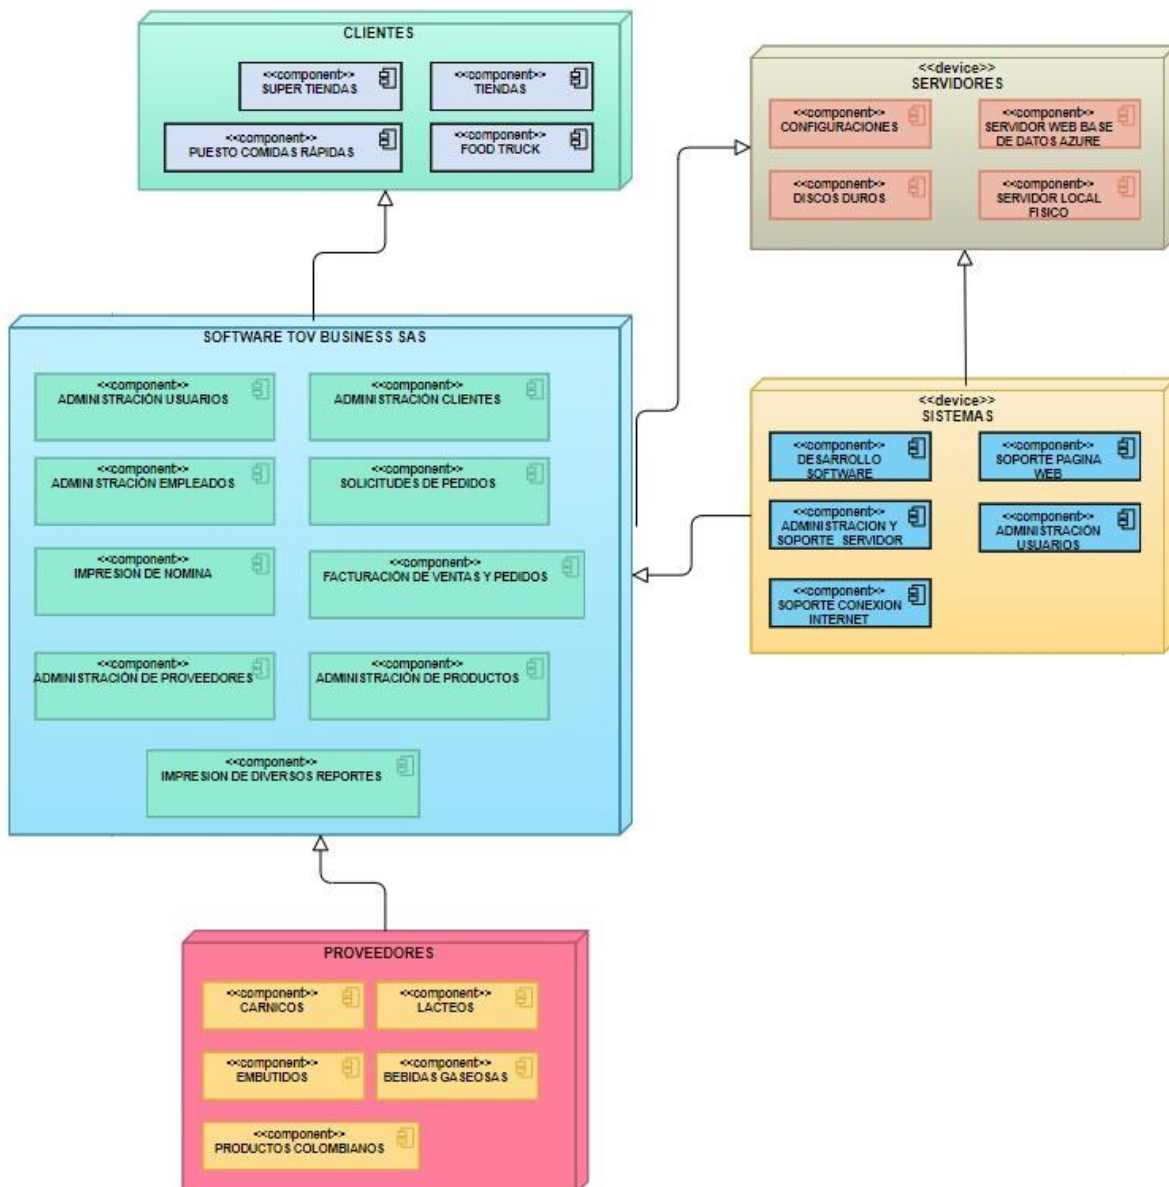 CLIENTES
<<component>>
SUPER TIENDAS
<<component>>
TIENDAS
<<component>>
PUESTO COMIDAS RÁPIDAS
<<component>>
FOOD TRUCK
<<device>>
SERVIDORES
<<component>>
CONFIGURACIONES
<<component>>
SERVIDOR WEB BASE
DE DATOS AZURE
<<component>>
DISCOS DUROS
<<component>>
SERVIDOR LOCAL
FISICO
SOFTWARE TOV BUSINESS SAS
<<component>>
ADMINISTRACIÓN USUARIOS
<<component>>
ADMINISTRACIÓN CLIENTES
<<component>>
ADMINISTRACIÓN EMPLEADOS
<<component>>
SOLICITUDES DE PEDIDOS
<<component>>
IMPRESIÓN DE NOMINA
<<component>>
FACTURACIÓN DE VENTAS Y PEDIDOS
<<component>>
ADMINISTRACIÓN DE PROVEEDORES
<<component>>
ADMINISTRACIÓN DE PRODUCTOS
<<component>>
IMPRESION DE DIVERSOS REPORTES
<<device>>
SISTEMAS
<<component>>
DESARROLLO
SOFTWARE
<<component>>
SOPORTE PAGINA
WEB
<<component>>
ADMINISTRACION Y
SOPORTE SERVIDOR
<<component>>
ADMINISTRACIÓN
USUARIOS
<<component>>
SOPORTE CONEXION
INTERNET
PROVEEDORES
<<component>>
CARNICOS
<<component>>
LACTEOS
<<component>>
EMBUTIDOS
<<component>>
BEBIDAS GASEOSAS
<<component>>
PRODUCTOS COLOMBIANOS